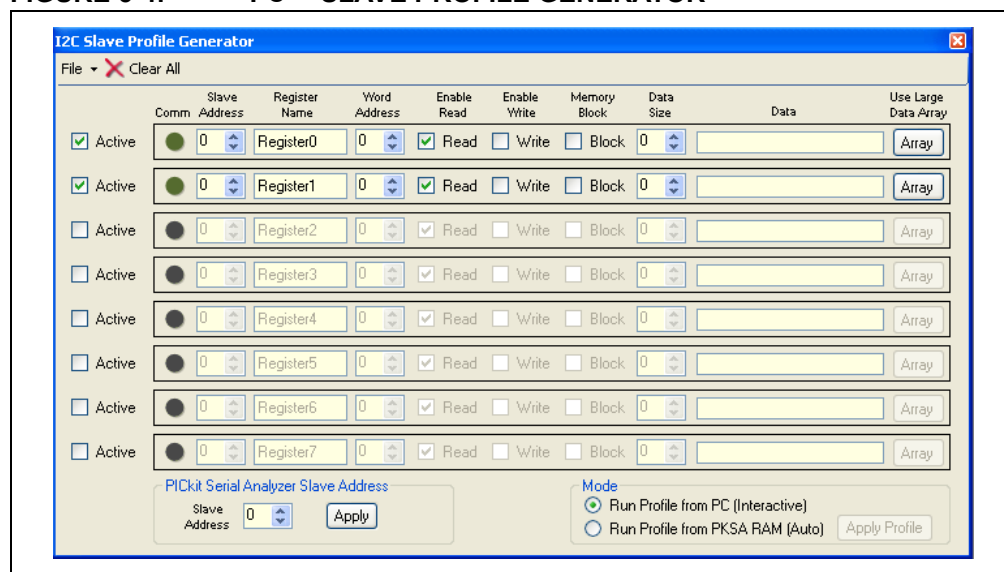 I2C Slave Profile Generator
File Clear All
Comm Slave Address Register Name Word Address Enable Read Enable Write Memory Block Data Size Data Use Large Data Array
Active 0 Register0 0 Read Write Block 0 Array
Active 0 Register1 0 Read Write Block 0 Array
Active 0 Register2 0 Read Write Block 0 Array
Active 0 Register3 0 Read Write Block 0 Array
Active 0 Register4 0 Read Write Block 0 Array
Active 0 Register5 0 Read Write Block 0 Array
Active 0 Register6 0 Read Write Block 0 Array
Active 0 Register7 0 Read Write Block 0 Array
PICkit Serial Analyzer Slave Address
Slave Address 0 Apply
Mode
Run Profile from PC (Interactive)
Run Profile from PKSA RAM (Auto) Apply Profile